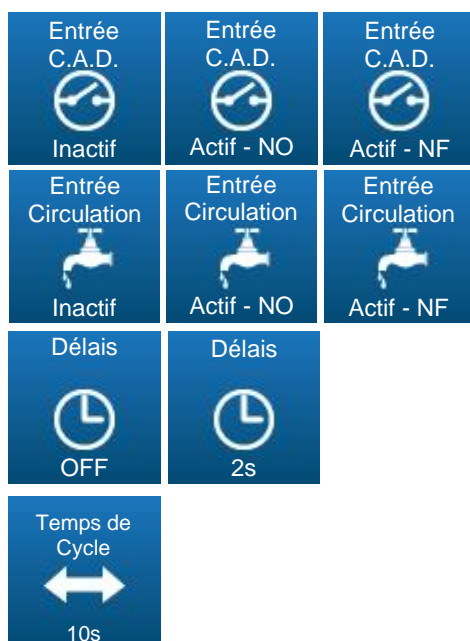 Entrée
C.A.D.
Inactif
Entrée
C.A.D.
Actif - NO
Entrée
C.A.D.
Actif - NF
Entrée
Circulation
Inactif
Entrée
Circulation
Actif - NO
Entrée
Circulation
Actif - NF
Délais
OFF
Délais
2s
Temps de
Cycle
10s